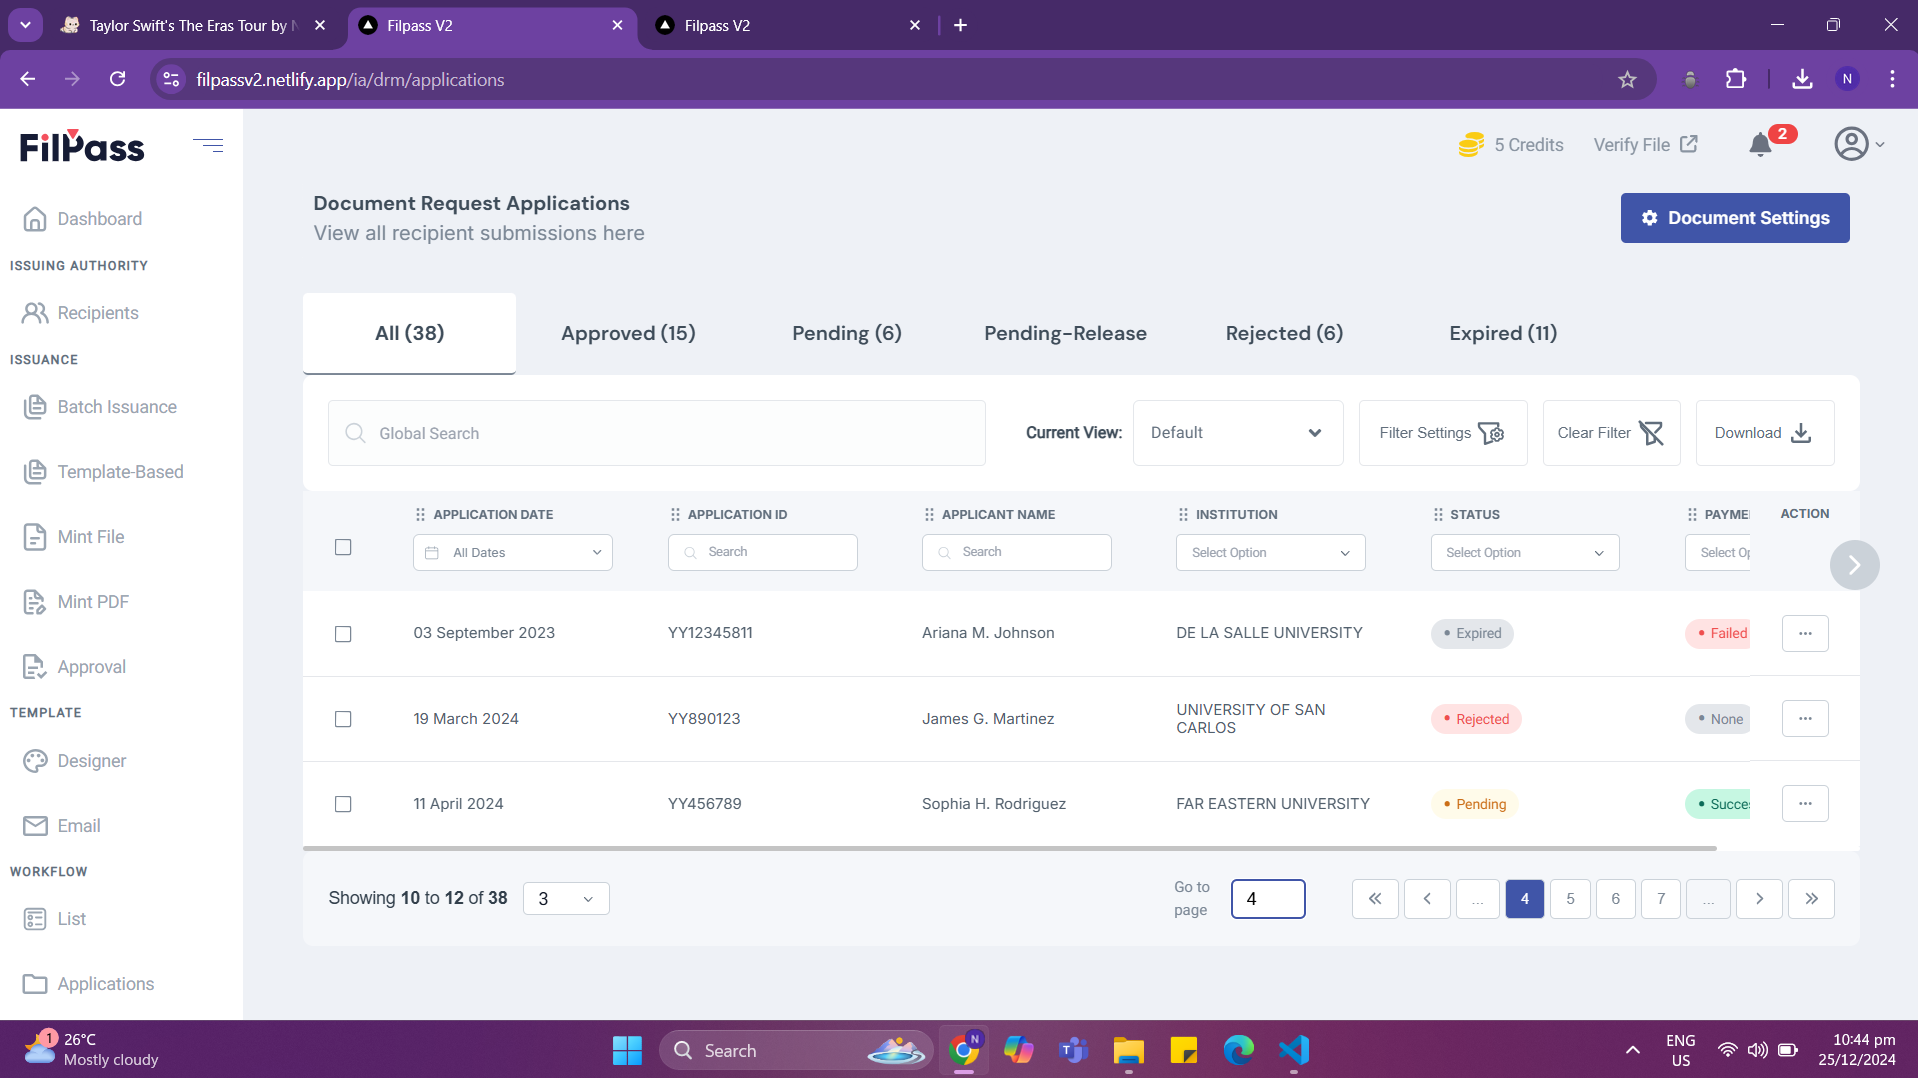 Taylor Swift's The Eras Tour by
Filpass V2
Filpass V2
filpassv2.netlify.app/ia/drm/applications
N
FilPass
5 Credits
Verify File
2
Dashboard
ISSUING AUTHORITY
Recipients
ISSUANCE
Batch Issuance
Template-Based
Mint File
Mint PDF
Approval
TEMPLATE
Designer
Email
WORKFLOW
List
Applications
Document Request Applications
View all recipient submissions here
Document Settings
All (38)
Approved (15)
Pending (6)
Pending-Release
Rejected (6)
Expired (11)
Global Search
Current View:
Default
Filter Settings
Clear Filter
Download
APPLICATION DATE
APPLICATION ID
APPLICANT NAME
INSTITUTION
STATUS
PAYME
ACTION
All Dates
Search
Search
Select Option
Select Option
Select Op
03 September 2023
YY12345811
Ariana M. Johnson
DE LA SALLE UNIVERSITY
Expired
Failed
...
19 March 2024
YY890123
James G. Martinez
UNIVERSITY OF SAN
CARLOS
Rejected
None
...
11 April 2024
YY456789
Sophia H. Rodriguez
FAR EASTERN UNIVERSITY
Pending
Succes
...
Showing 10 to 12 of 38
3
Go to
page
4
...
4
5
6
7
...
1
26°C
Mostly cloudy
Search
N
T
ENG
US
10:44 pm
25/12/2024